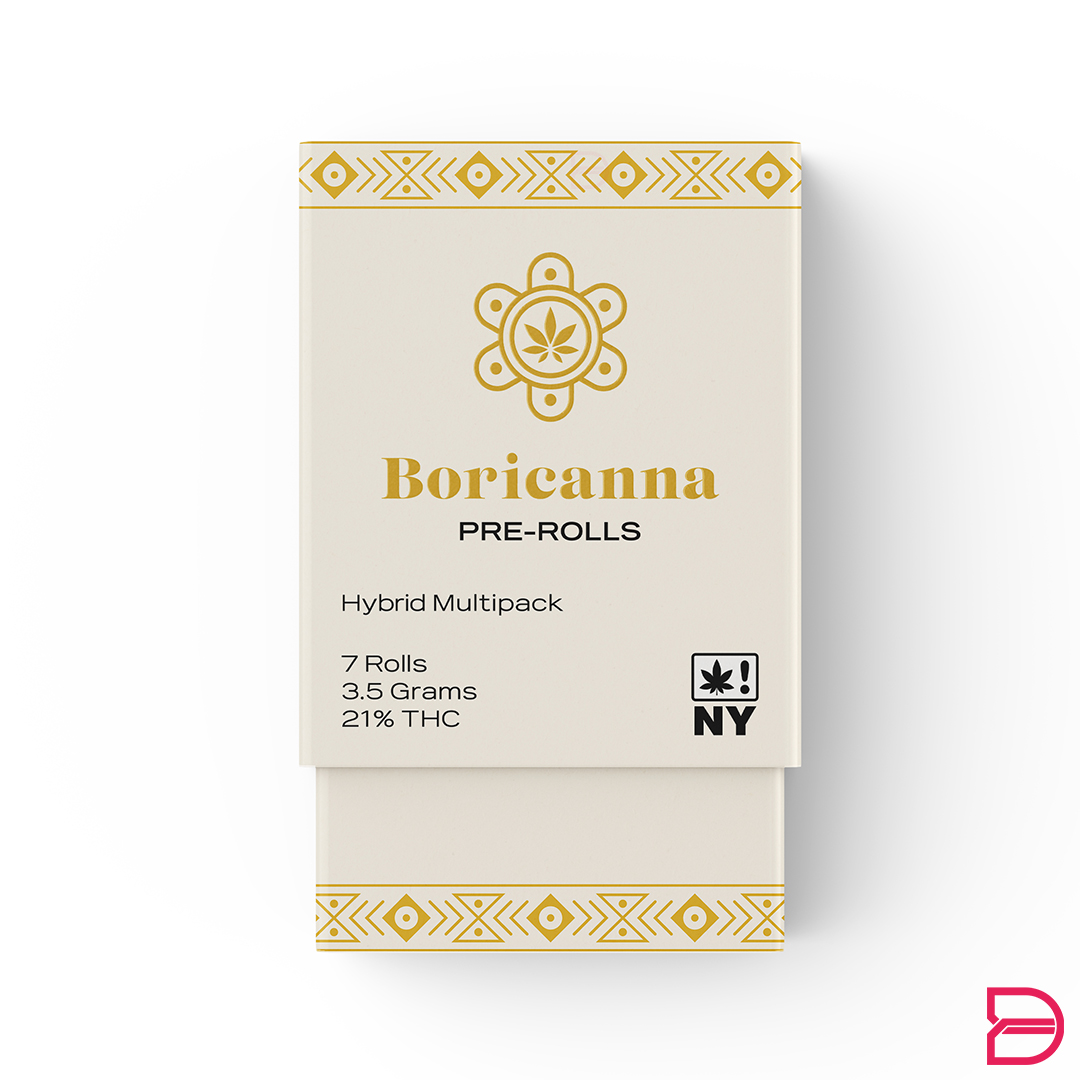 Boricanna
PRE-ROLLS
Hybrid Multipack
7 Rolls
3.5 Grams
21% THC
!
NY